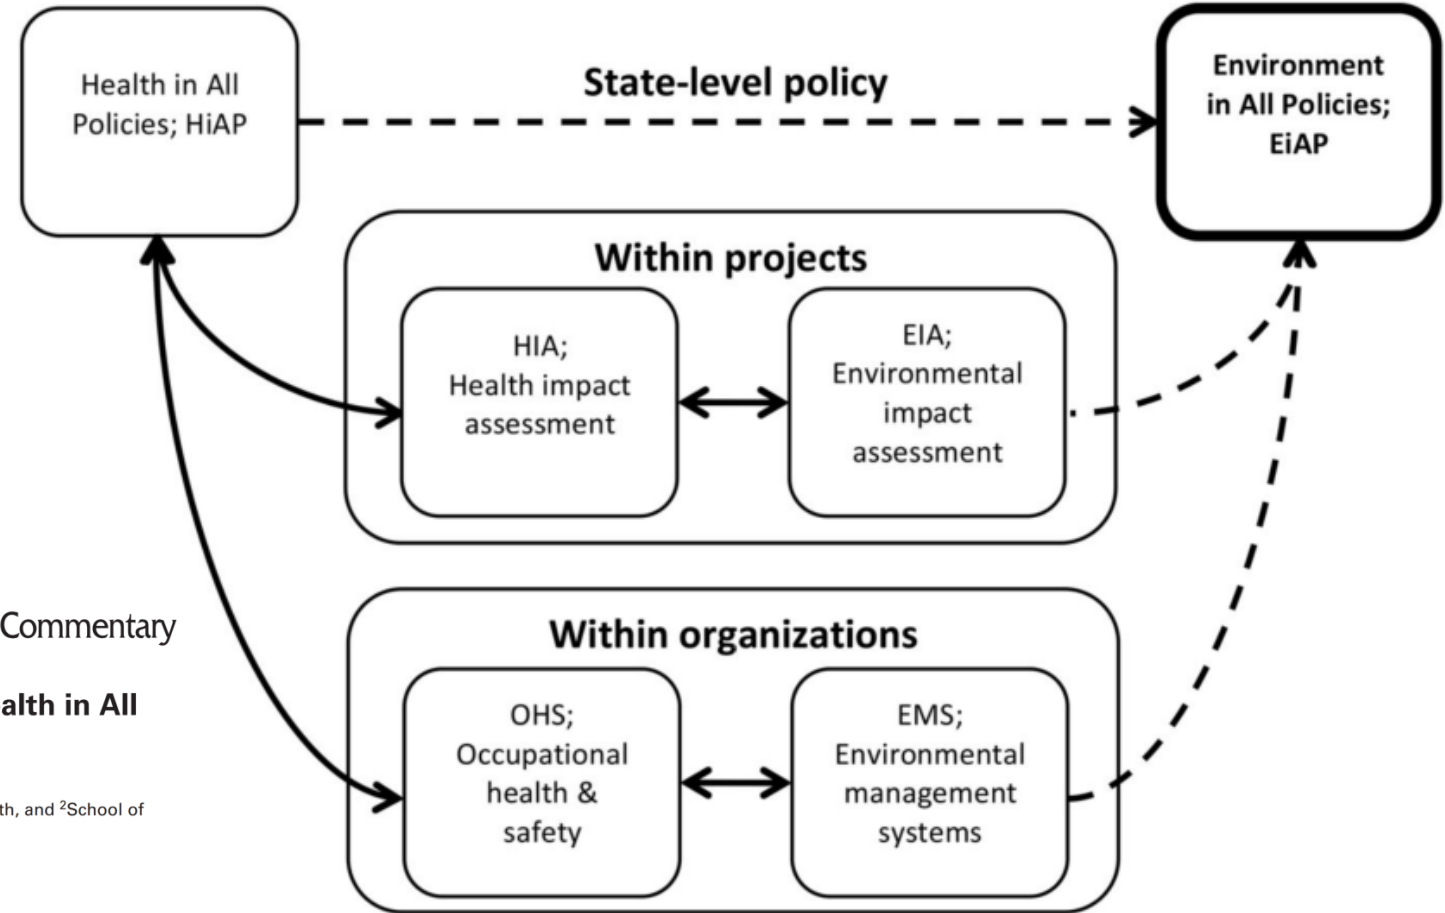 Health in All
Policies; HiAP
State-level policy
Environment
in All Policies;
EiAP
Within projects
HIA;
Health impact
assessment
EIA;
Environmental
impact
assessment
Within organizations
OHS;
Occupational
health &
safety
EMS;
Environmental
management
systems
Commentary
alth in All
th, and ²School of